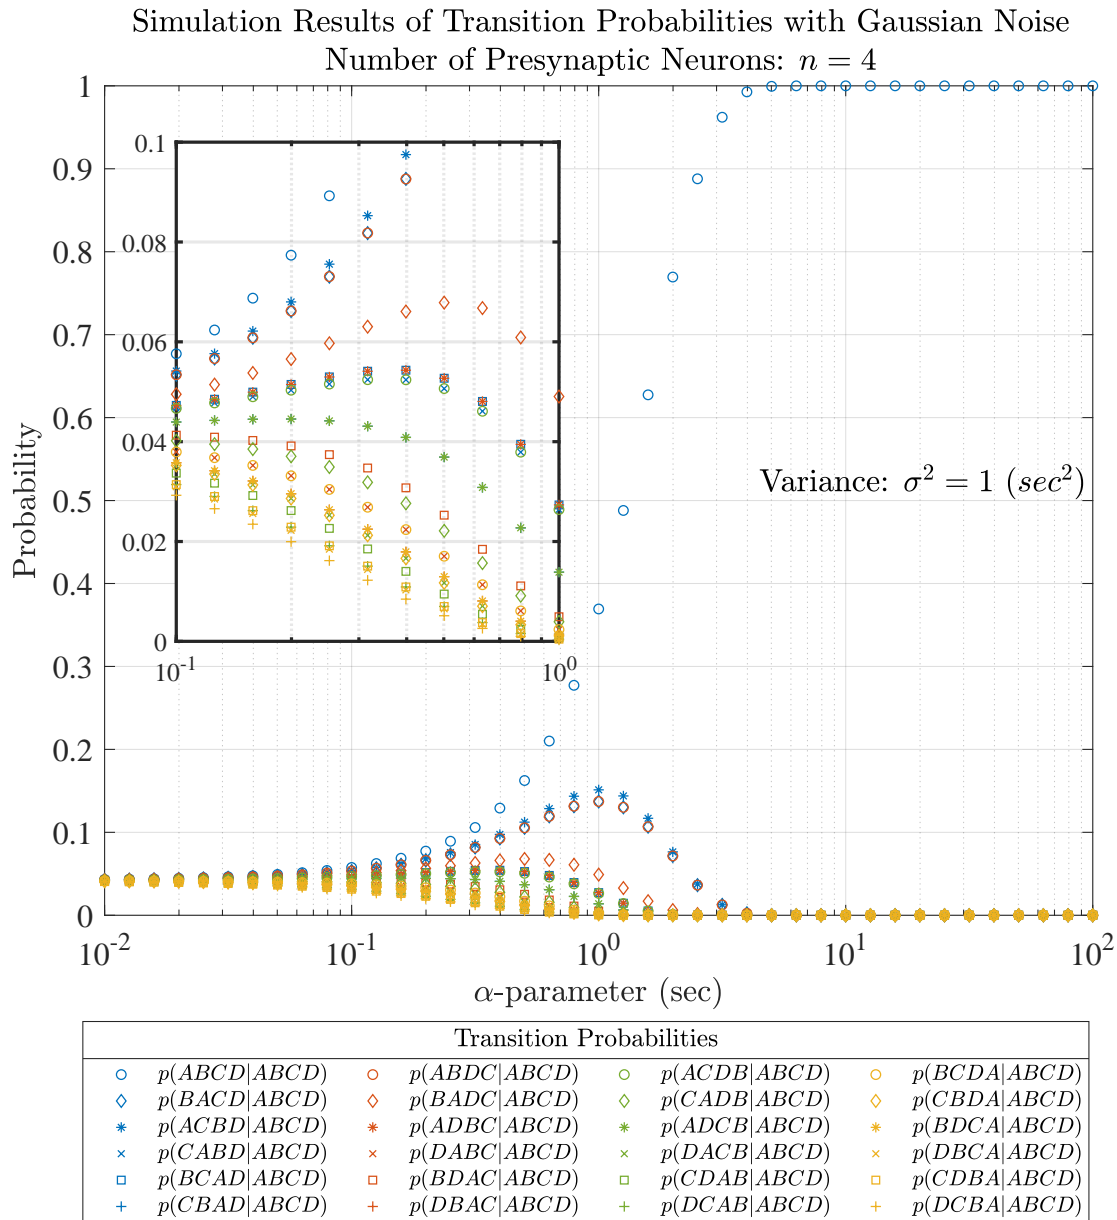 Simulation Results of Transition Probabilities with Gaussian Noise
Number of Presynaptic Neurons: n = 4
1
0.9
0.8
0.7
0.6
0.5
0.4
0.3
0.2
0.1
0
Probability
0.1
0.08
0.06
0.04
0.02
0
10^-1
10^0
Variance: σ^2 = 1 (sec^2)
10^-2
10^-1
10^0
10^1
10^2
α-parameter (sec)
Transition Probabilities
p(ABCD|ABCD) p(ABDC|ABCD) p(ACDB|ABCD) p(BCDA|ABCD)
p(BACD|ABCD) p(BADC|ABCD) p(CADB|ABCD) p(CBDA|ABCD)
p(ACBD|ABCD) p(ADBC|ABCD) p(ADCB|ABCD) p(BDCA|ABCD)
p(CABD|ABCD) p(DABC|ABCD) p(DACB|ABCD) p(DBCA|ABCD)
p(BCAD|ABCD) p(BDAC|ABCD) p(CDAB|ABCD) p(CDBA|ABCD)
p(CBAD|ABCD) p(DBAC|ABCD) p(DCAB|ABCD) p(DCBA|ABCD)